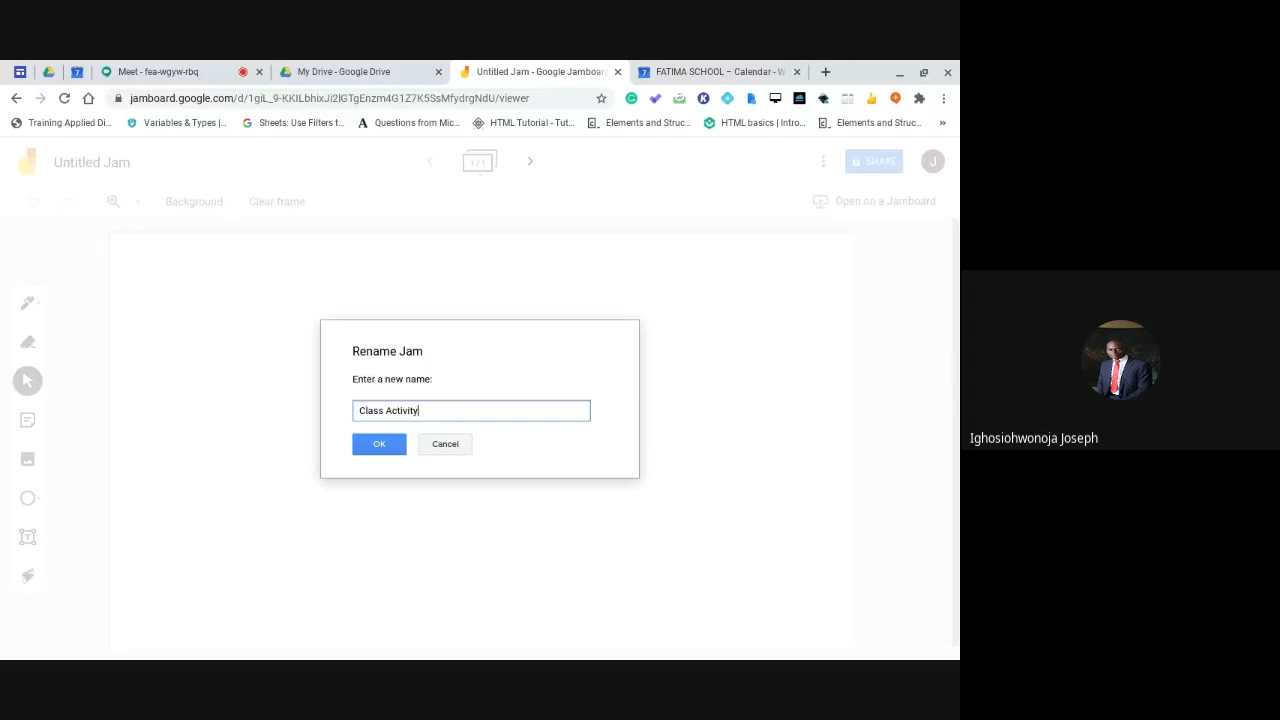 Meet - fea-wgyw-rbq
My Drive - Google Drive
Untitled Jam - Google Jamboar
FATIMA SCHOOL – Calendar - W
jamboard.google.com/d/1giL_9-KKILbhixJi2lGTgEnzm4G1Z7K5SsMfydrgNdU/viewer
Training Applied Di...
Variables & Types |...
Sheets: Use Filters t...
Questions from Mic...
HTML Tutorial - Tut...
Elements and Struc...
HTML basics | Intro...
Elements and Struc...
»
Untitled Jam
1 / 1
SHARE
J
Background
Clear frame
Open on a Jamboard
Rename Jam
Enter a new name:
Class Activity
OK
Cancel
Ighosiohwonoja Joseph